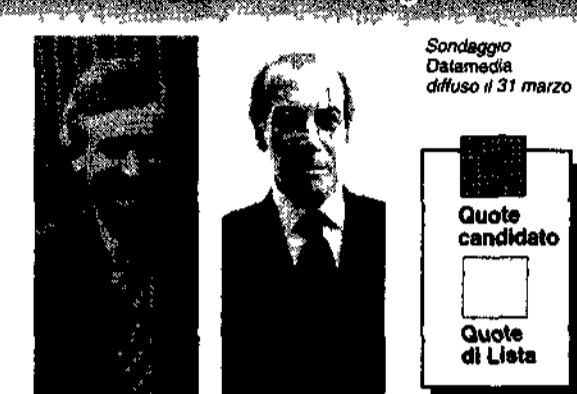 Sondaggio
Datamedia
diffuso il 31 marzo
Quote
candidato
Quote
di Lista